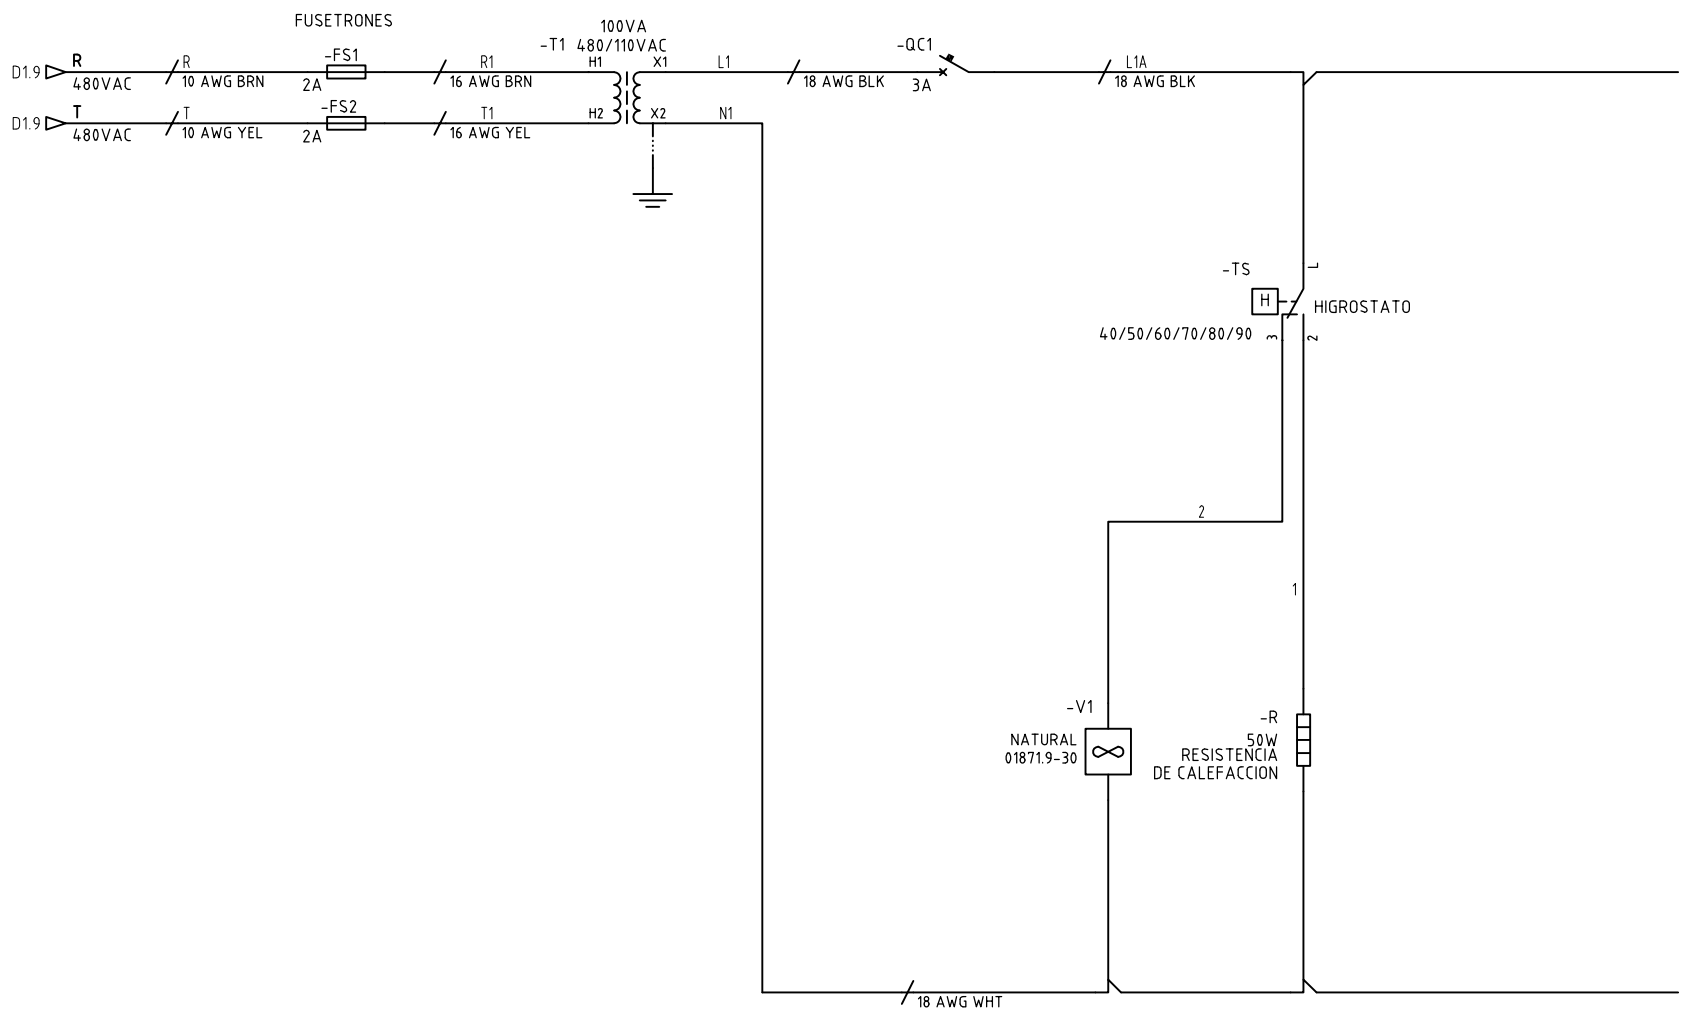 FUSETRONES
100VA
-T1 480/110VAC
-FS1
-QC1
D1.9 R R R1 H1 X1 L1 L1A
480VAC 10 AWG BRN 2A 16 AWG BRN 18 AWG BLK 3A 18 AWG BLK
-FS2
D1.9 T T T1 H2 X2 N1
480VAC 10 AWG YEL 2A 16 AWG YEL
-TS L
H HIGROSTATO
40/50/60/70/80/90 3 2
2
1
-V1
NATURAL
01871.9-30
-R
50W
RESISTENCIA
DE CALEFACCION
18 AWG WHT